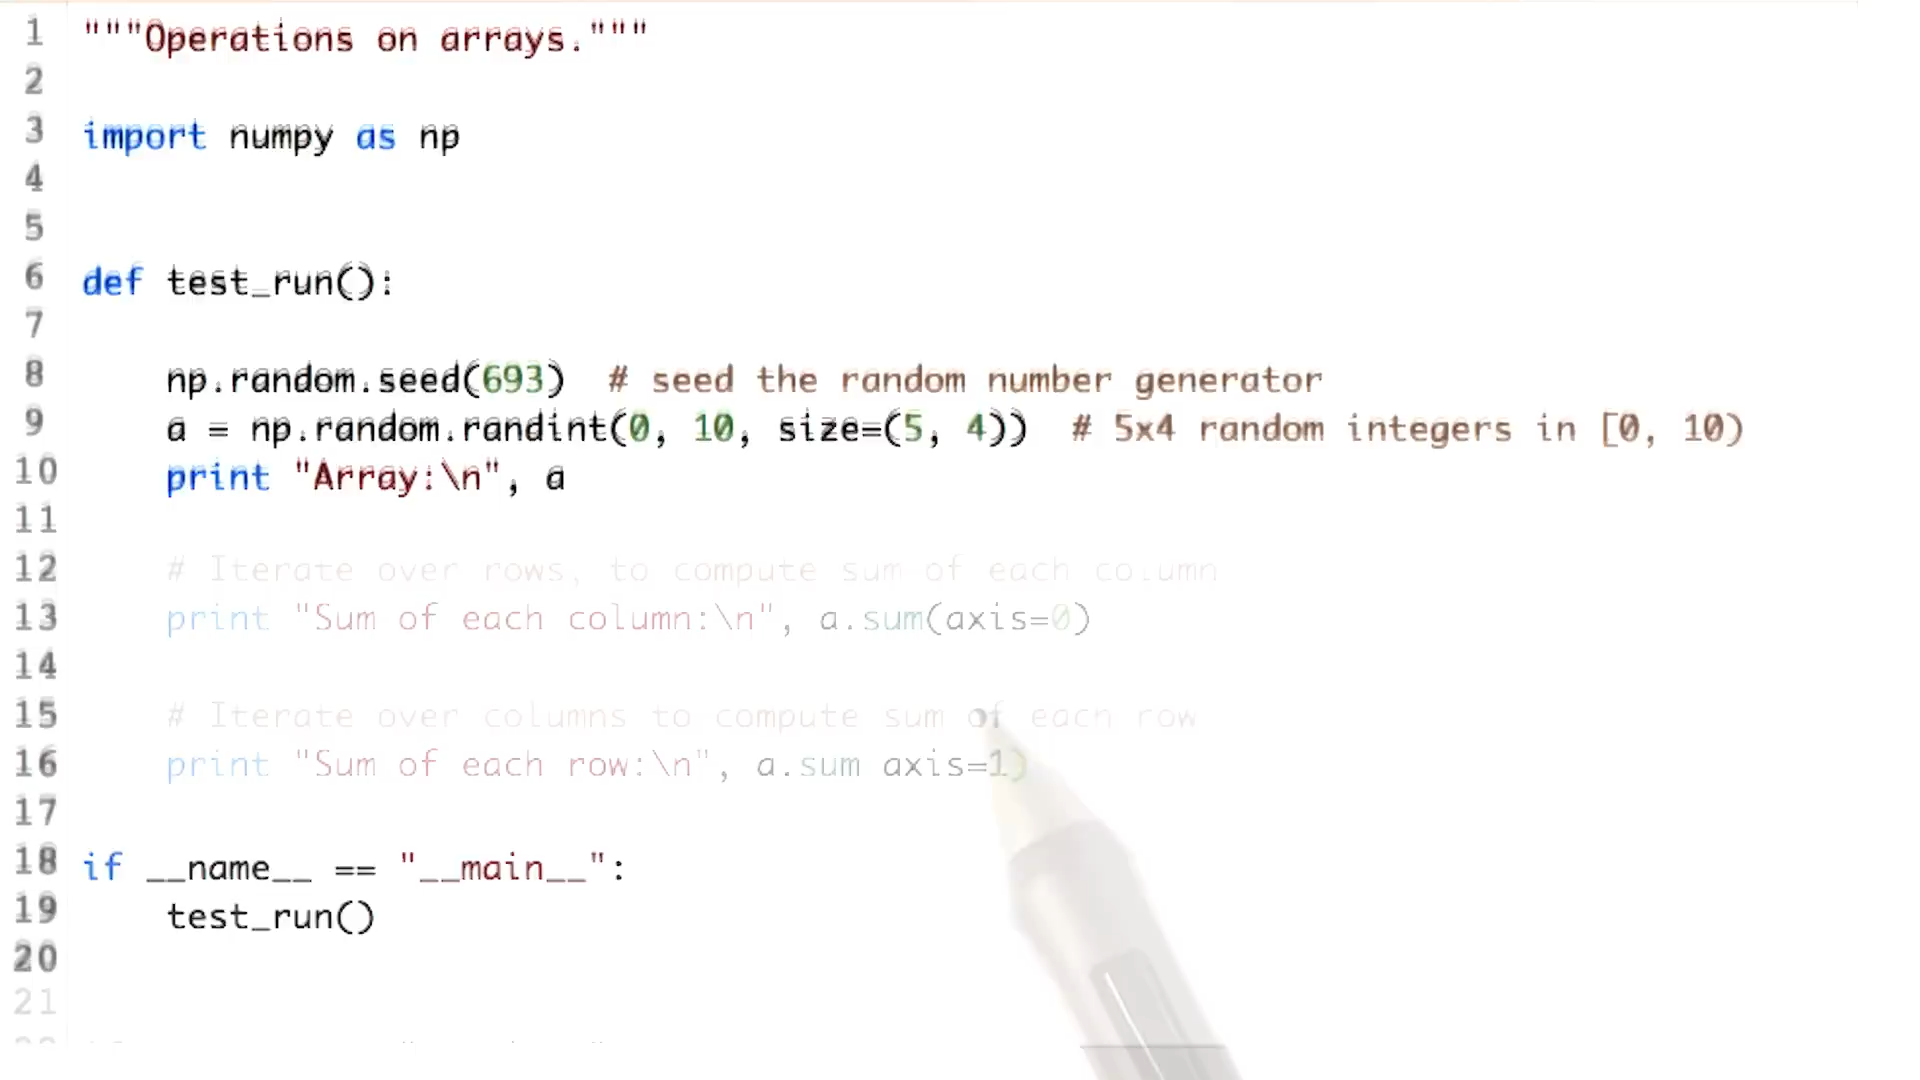 1 """Operations on arrays."""
2
3 import numpy as np
4
5
6 def test_run():
7
8 np.random.seed(693) # seed the random number generator
9 a = np.random.randint(0, 10, size=(5, 4)) # 5x4 random integers in [0, 10)
10 print "Array:\n", a
11
12 # Iterate over rows, to compute sum of each column
13 print "Sum of each column:\n", a.sum(axis=0)
14
15 # Iterate over columns to compute sum of each row
16 print "Sum of each row:\n", a.sum axis=1)
17
18 if __name__ == "__main__":
19 test_run()
20
21